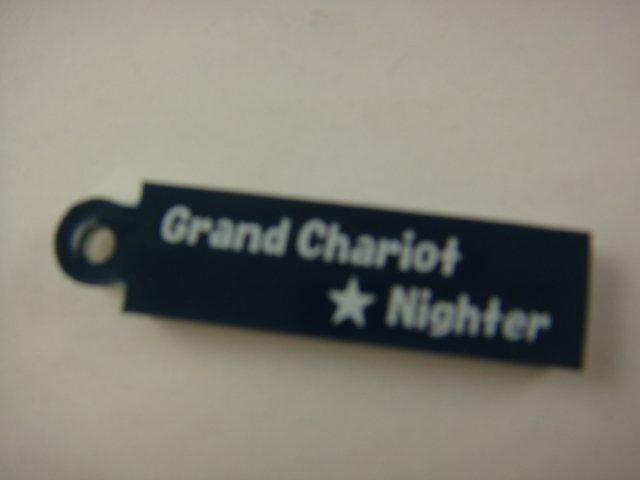 Grand Chariot
★ Nighter